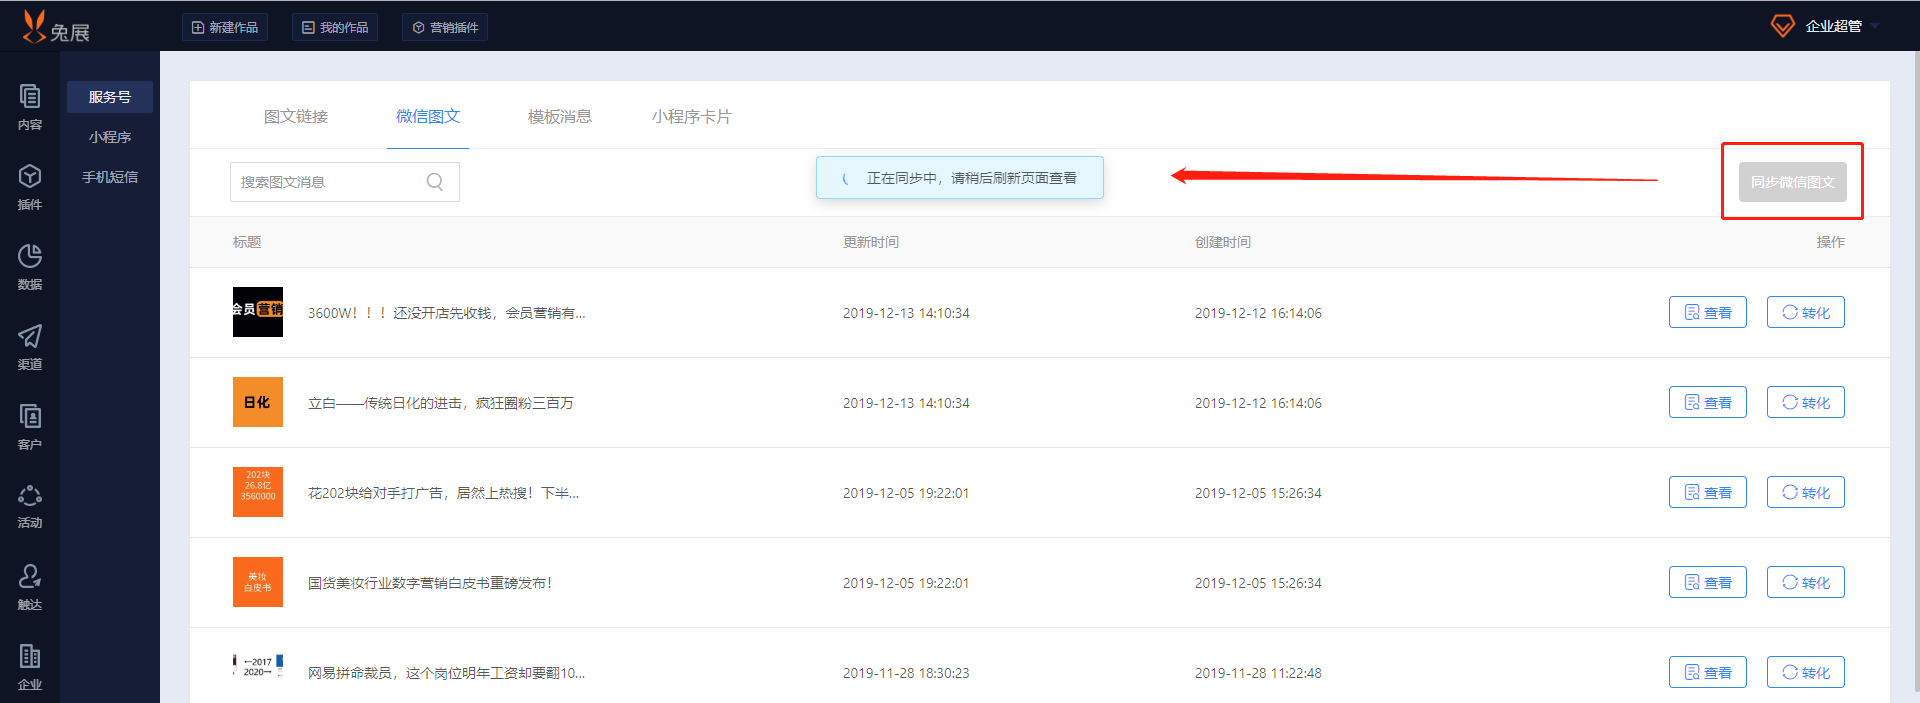 兔展
新建作品
我的作品
营销插件
企业超管
内容
插件
数据
渠道
客户
活动
触达
企业
服务号
小程序
手机短信
图文链接
微信图文
模板消息
小程序卡片
搜索图文消息
正在同步中，请稍后刷新页面查看
同步微信图文
标题
更新时间
创建时间
操作
会员营销
3600W！！！还没开店先收钱，会员营销有...
2019-12-13 14:10:34
2019-12-12 16:14:06
查看
转化
日化
立白——传统日化的进击，疯狂圈粉三百万
2019-12-13 14:10:34
2019-12-12 16:14:06
查看
转化
202块
26.8亿
3560000
花202块给对手打广告，居然上热搜！下半...
2019-12-05 19:22:01
2019-12-05 15:26:34
查看
转化
美妆
白皮书
国货美妆行业数字营销白皮书重磅发布！
2019-12-05 19:22:01
2019-12-05 15:26:34
查看
转化
←2017
2020→
网易拼命裁员，这个岗位明年工资却要翻10...
2019-11-28 18:30:23
2019-11-28 11:22:48
查看
转化